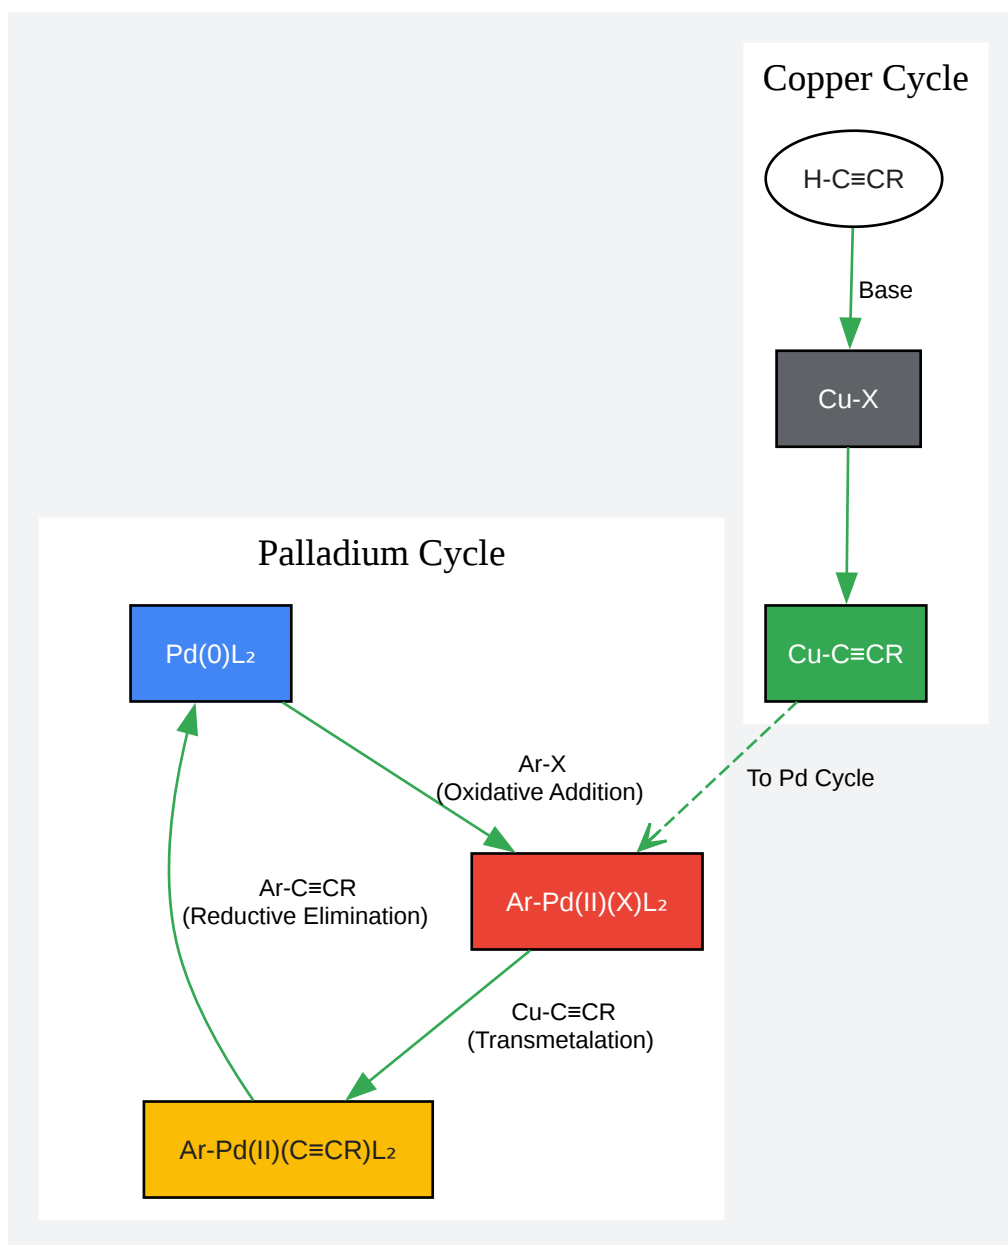 Copper Cycle
H-C≡CR
Base
Cu-X
Palladium Cycle
Pd(0)L₂
Cu-C≡CR
Ar-X
(Oxidative Addition)
To Pd Cycle
Ar-C≡CR
(Reductive Elimination)
Ar-Pd(II)(X)L₂
Cu-C≡CR
(Transmetalation)
Ar-Pd(II)(C≡CR)L₂